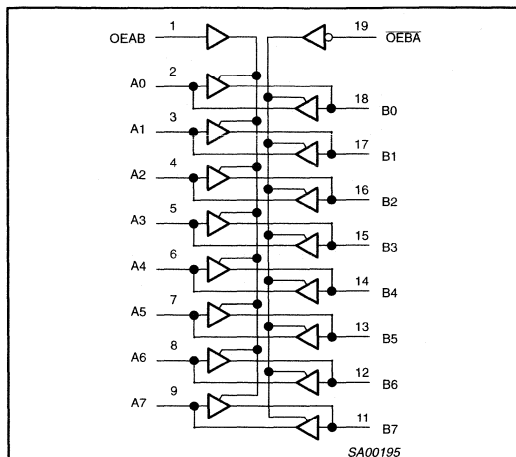 OEAB 1 19 OEBA
A0 2
18 B0
A1 3
17 B1
A2 4
16 B2
A3 5
15 B3
A4 6
14 B4
A5 7
13 B5
A6 8
12 B6
A7 9
11 B7
SA00195